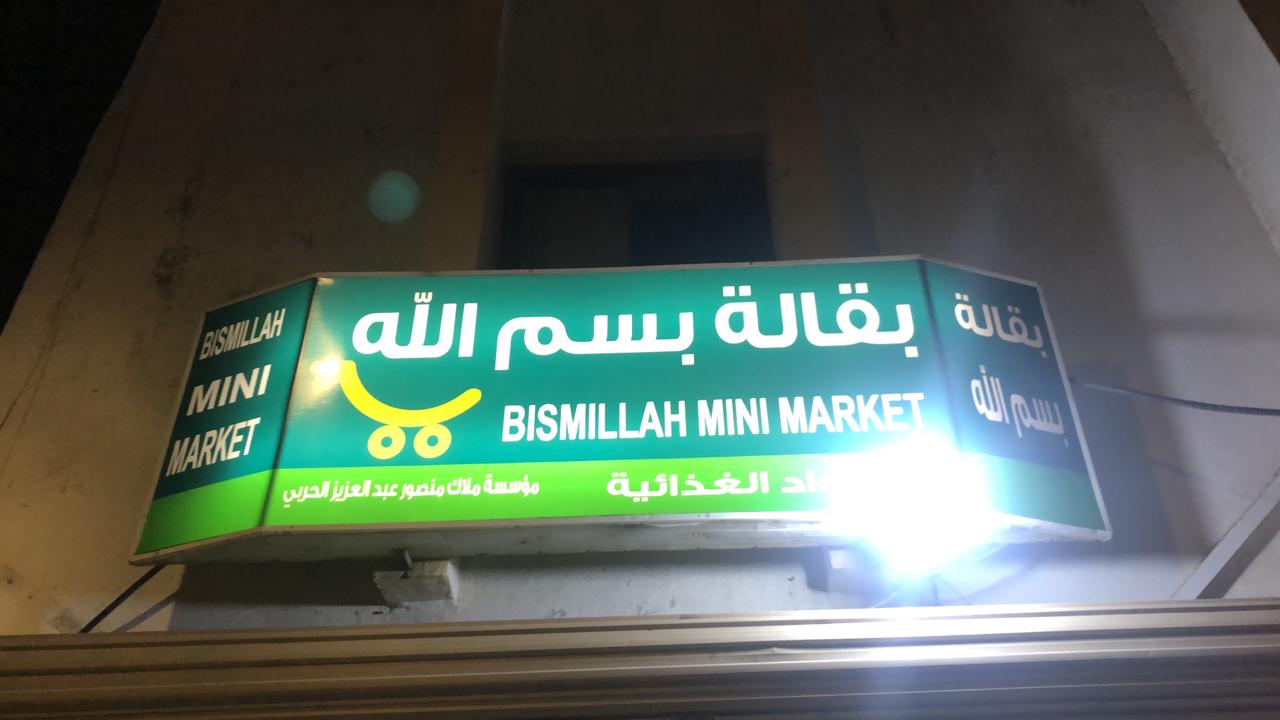 BISMILLAH
MINI
MARKET
بقالة بسم الله
BISMILLAH MINI MARKET
الغذائية
مؤسسة ملاك منصور عبد العزيز الحربي
بقالة
بسم الله